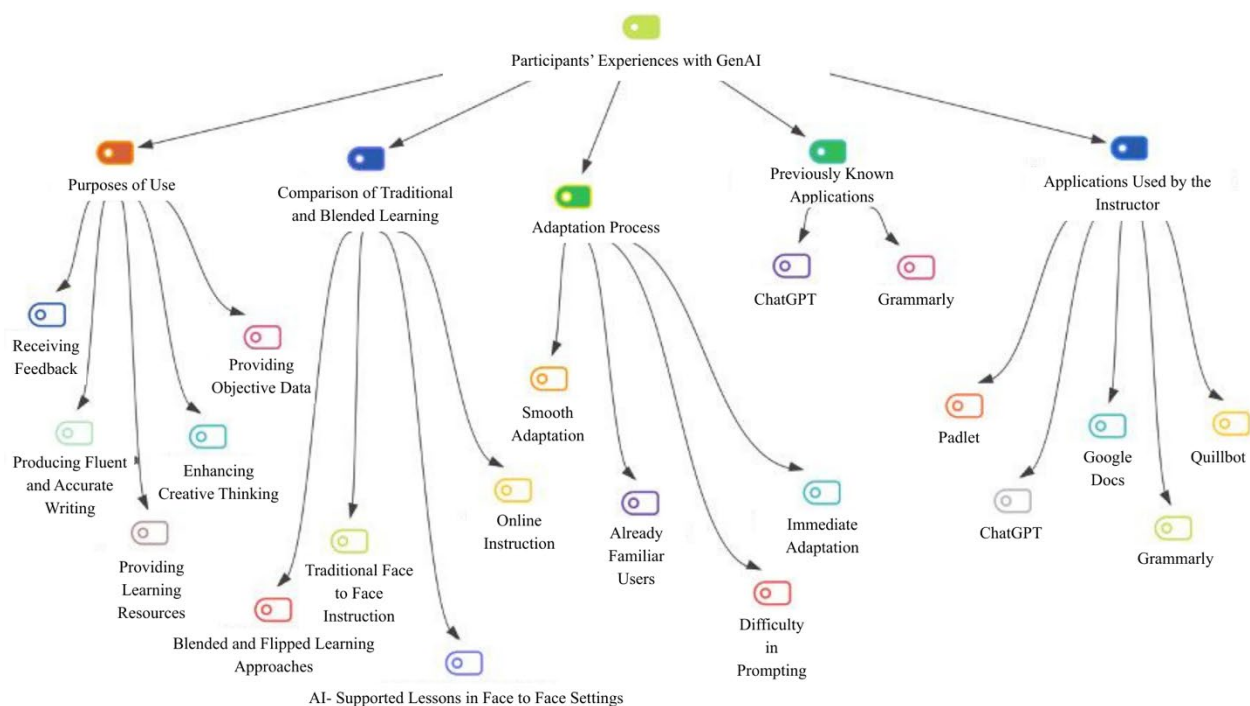 Participants' Experiences with GenAI
Purposes of Use
Comparison of Traditional
and Blended Learning
Adaptation Process
Previously Known
Applications
Applications Used by the
Instructor
Receiving
Feedback
Providing
Objective Data
Producing Fluent
and Accurate
Writing
Enhancing
Creative Thinking
Providing
Learning
Resources
Blended and Flipped Learning
Approaches
Traditional Face
to Face
Instruction
AI- Supported Lessons in Face to Face Settings
Online
Instruction
Smooth
Adaptation
Already
Familiar
Users
Difficulty
in
Prompting
Immediate
Adaptation
ChatGPT
Grammarly
Padlet
ChatGPT
Google
Docs
Grammarly
Quillbot